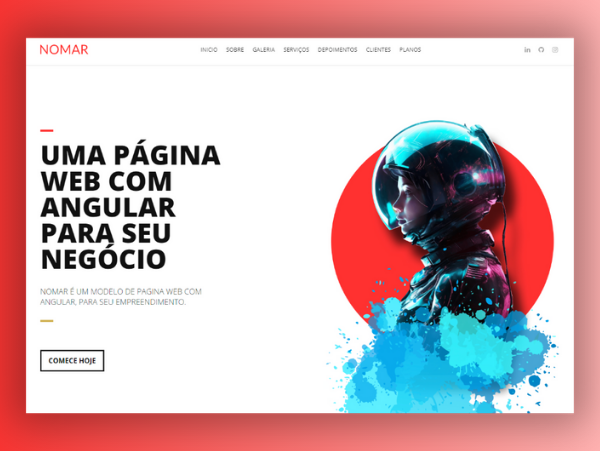 NOMAR
INICIO SOBRE GALERIA SERVIÇOS DEPOIMENTOS CLIENTES PLANOS
UMA PÁGINA
WEB COM
ANGULAR
PARA SEU
NEGÓCIO
NOMAR É UM MODELO DE PAGINA WEB COM
ANGULAR, PARA SEU EMPREENDIMENTO.
COMECE HOJE